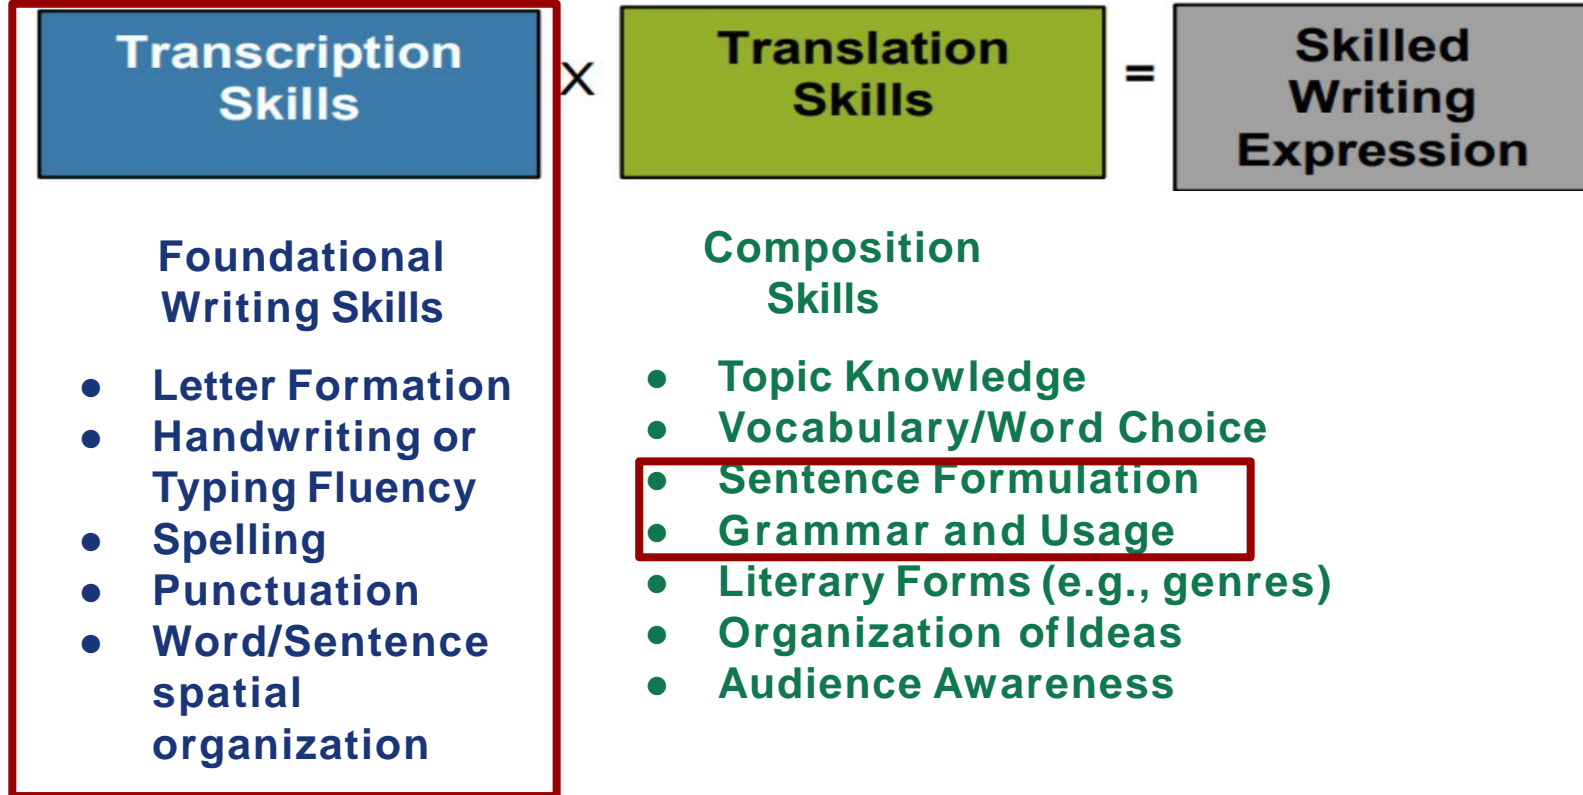 Transcription
Skills
X
Translation
Skills
=
Skilled
Writing
Expression
Foundational
Writing Skills
● Letter Formation
● Handwriting or
Typing Fluency
● Spelling
● Punctuation
● Word/Sentence
spatial
organization
Composition
Skills
● Topic Knowledge
● Vocabulary/Word Choice
● Sentence Formulation
● Grammar and Usage
● Literary Forms (e.g., genres)
● Organization of Ideas
● Audience Awareness